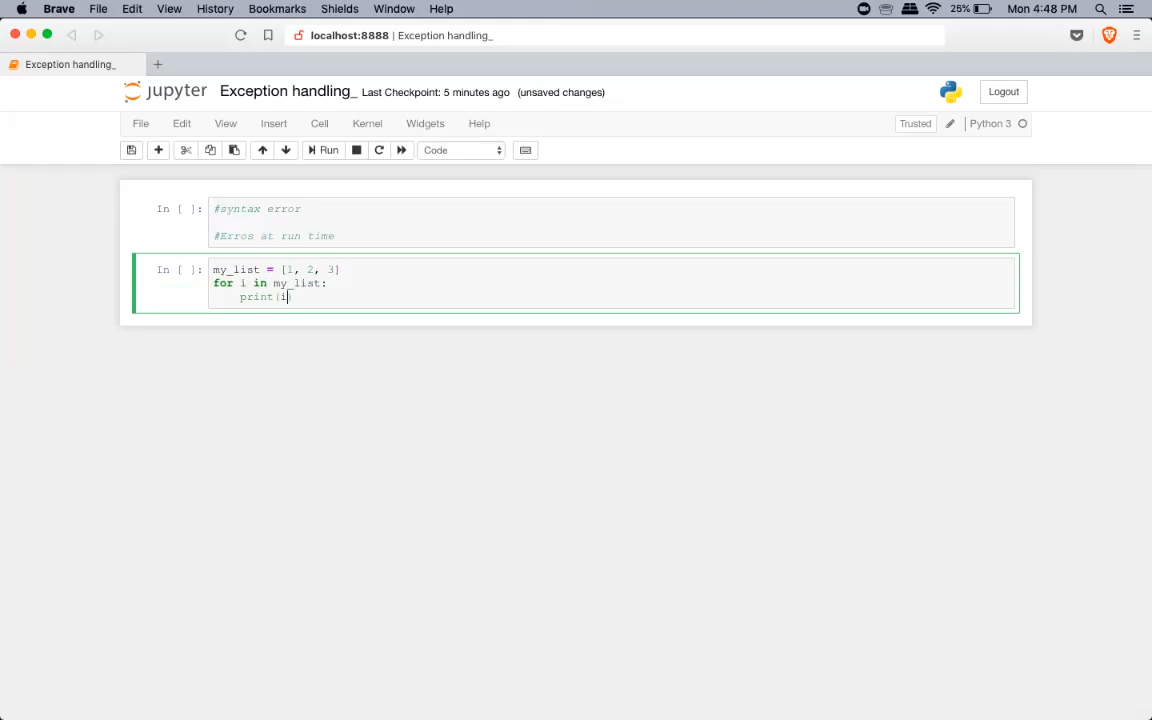 Brave File Edit View History Bookmarks Shields Window Help 25% Mon 4:48 PM
localhost:8888 | Exception handling_
Exception handling_
jupyter Exception handling_ Last Checkpoint: 5 minutes ago (unsaved changes) Logout
File Edit View Insert Cell Kernel Widgets Help Trusted Python 3
Run Code
In [ ]: #syntax error
#Erros at run time
In [ ]: my_list = [1, 2, 3]
for i in my_list:
print(i)